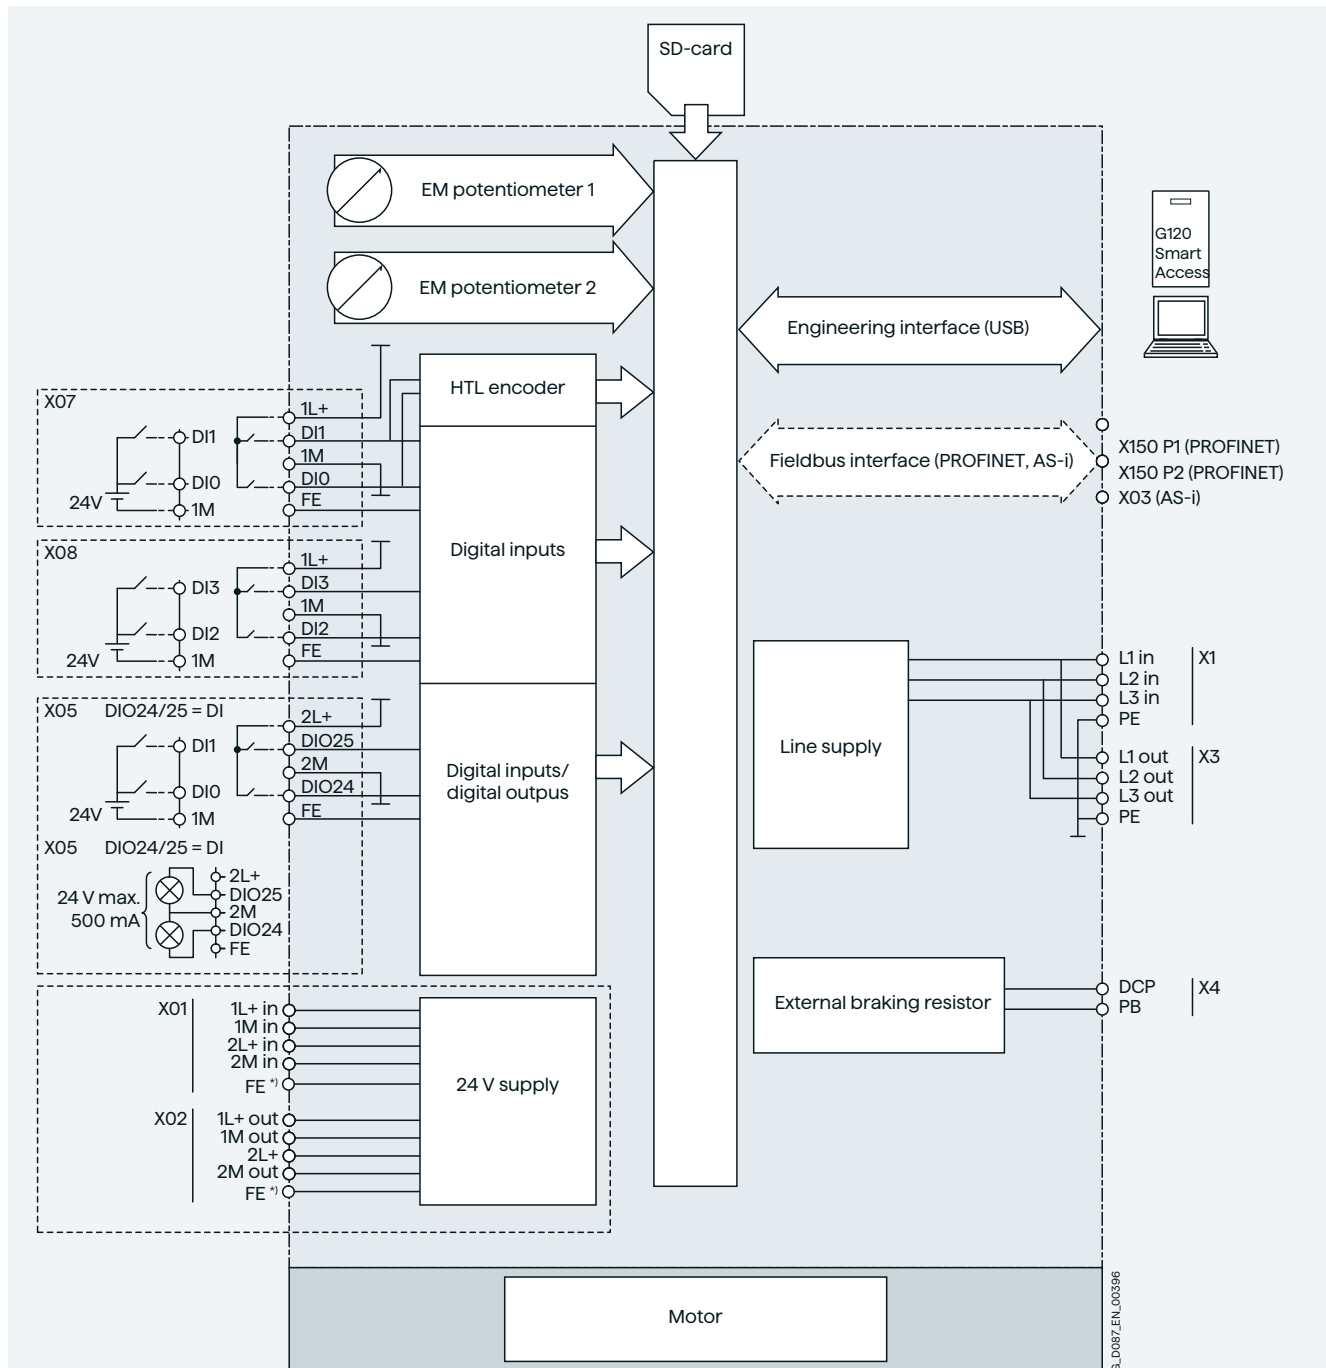 SD-card
EM potentiometer 1
EM potentiometer 2
G120
Smart
Access
Engineering interface (USB)
HTL encoder
X07
DI1
DI0
24V
1M
1L+
DI1
1M
DI0
FE
Fieldbus interface (PROFINET, AS-i)
X150 P1 (PROFINET)
X150 P2 (PROFINET)
X03 (AS-i)
Digital inputs
X08
DI3
DI2
24V
1M
1L+
DI3
1M
DI2
FE
X05 DIO24/25 = DI
DI1
DI0
24V
1M
2L+
DIO25
2M
DIO24
FE
Digital inputs/
digital outpus
X05 DIO24/25 = DI
24 V max.
500 mA
2L+
DIO25
2M
DIO24
FE
Line supply
L1 in
L2 in
L3 in
PE
X1
L1 out
L2 out
L3 out
PE
X3
External braking resistor
DCP
PB
X4
X01
1L+ in
1M in
2L+ in
2M in
FE *)
X02
1L+ out
1M out
2L+
2M out
FE *)
24 V supply
Motor
G_D087_EN_00396